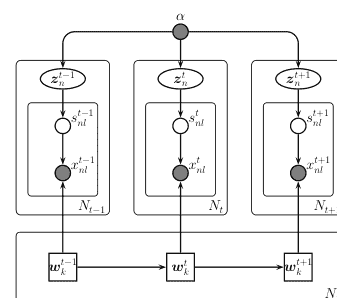 α
z_n^{t-1} z_n^t z_n^{t+1}
s_{nl}^{t-1} s_{nl}^t s_{nl}^{t+1}
x_{nl}^{t-1} x_{nl}^t x_{nl}^{t+1}
N_{t-1} N_t N_{t+}
w_k^{t-1} w_k^t w_k^{t+1}
N